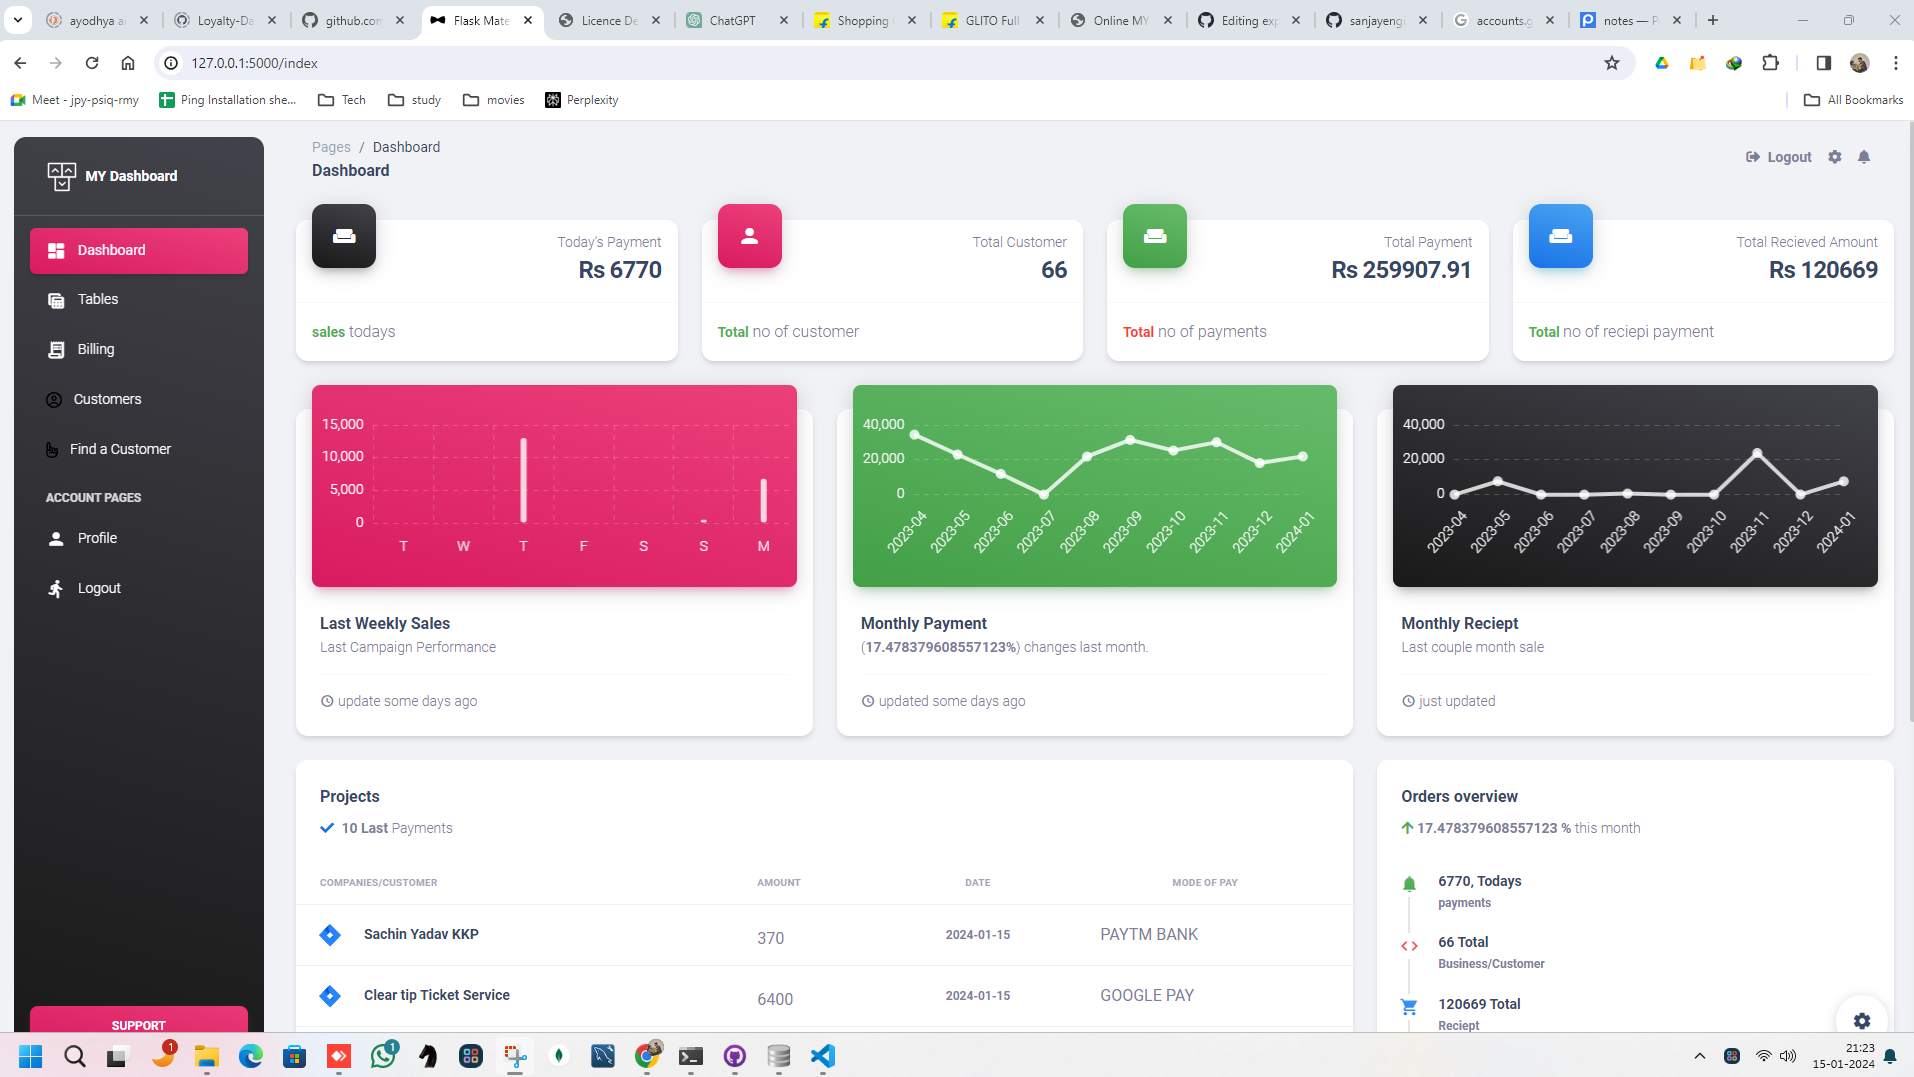 ayodhya ai
Loyalty-Da
github.com
Flask Mate
Licence De
ChatGPT
Shopping
GLITO Full
Online MY
Editing exp
sanjayengi
accounts.g
notes — P
127.0.0.1:5000/index
Meet - jpy-psiq-rmy
Ping Installation she...
Tech
study
movies
Perplexity
All Bookmarks
MY Dashboard
Dashboard
Tables
Billing
Customers
Find a Customer
ACCOUNT PAGES
Profile
Logout
SUPPORT
Pages / Dashboard
Dashboard
Logout
Today's Payment
Rs 6770
sales todays
Total Customer
66
Total no of customer
Total Payment
Rs 259907.91
Total no of payments
Total Recieved Amount
Rs 120669
Total no of reciepi payment
15,000
10,000
5,000
0
T W T F S S M
Last Weekly Sales
Last Campaign Performance
update some days ago
40,000
20,000
0
2023-04 2023-05 2023-06 2023-07 2023-08 2023-09 2023-10 2023-11 2023-12 2024-01
Monthly Payment
(17.478379608557123%) changes last month.
updated some days ago
40,000
20,000
0
2023-04 2023-05 2023-06 2023-07 2023-08 2023-09 2023-10 2023-11 2023-12 2024-01
Monthly Reciept
Last couple month sale
just updated
Projects
10 Last Payments
COMPANIES/CUSTOMER AMOUNT DATE MODE OF PAY
Sachin Yadav KKP 370 2024-01-15 PAYTM BANK
Clear tip Ticket Service 6400 2024-01-15 GOOGLE PAY
Orders overview
17.478379608557123 % this month
6770, Todays
payments
66 Total
Business/Customer
120669 Total
Reciept
1
1
21:23
15-01-2024